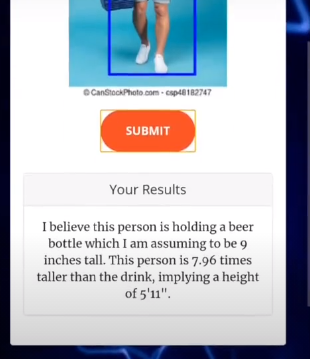 © CanStockPhoto.com - csp48182747
SUBMIT
Your Results
I believe this person is holding a beer
bottle which I am assuming to be 9
inches tall. This person is 7.96 times
taller than the drink, implying a height
of 5'11".